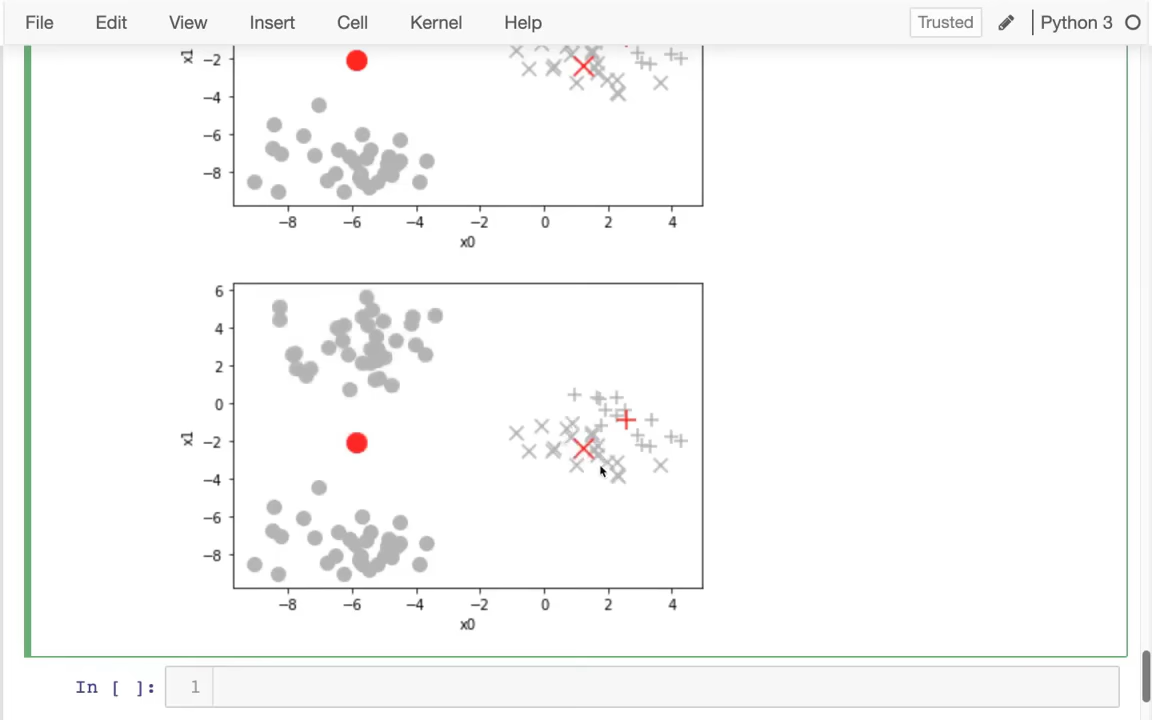 File Edit View Insert Cell Kernel Help Trusted Python 3
x1
−2
−4
−6
−8
−8 −6 −4 −2 0 2 4
x0
6
4
2
0
x1
−2
−4
−6
−8
−8 −6 −4 −2 0 2 4
x0
In [ ]: 1